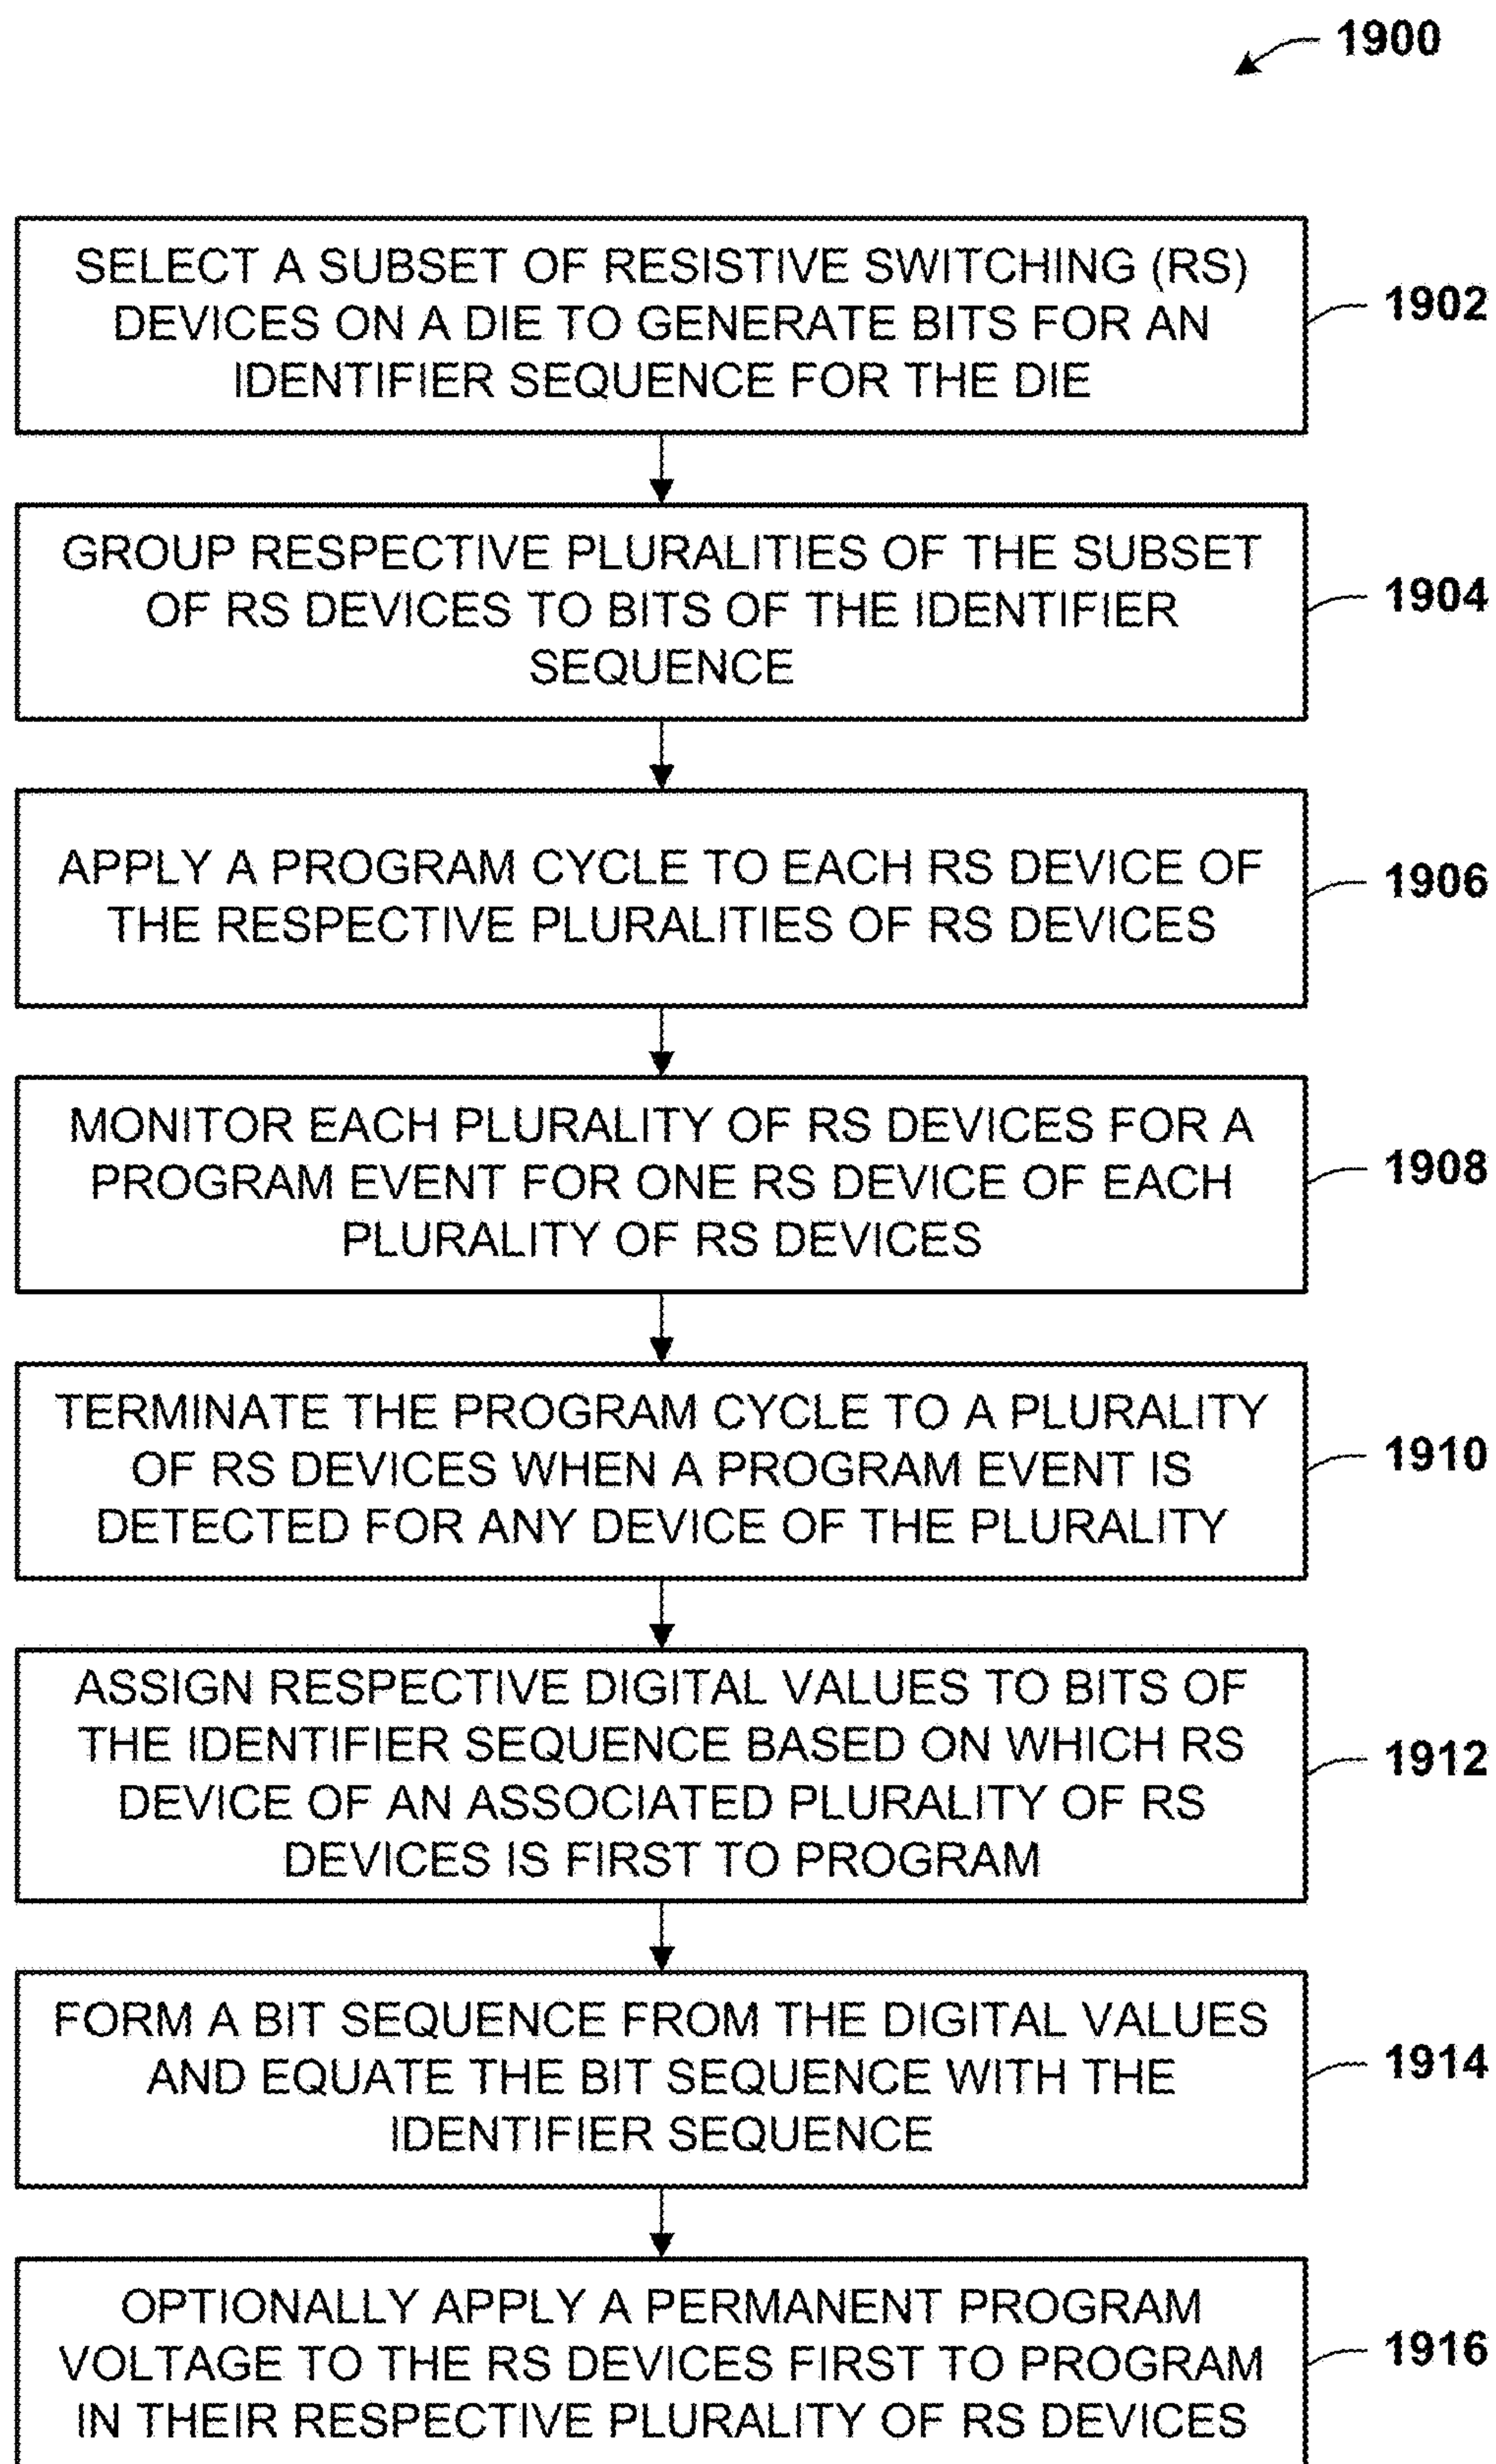 1900
SELECT A SUBSET OF RESISTIVE SWITCHING (RS)
DEVICES ON A DIE TO GENERATE BITS FOR AN
IDENTIFIER SEQUENCE FOR THE DIE
1902
GROUP RESPECTIVE PLURALITIES OF THE SUBSET
OF RS DEVICES TO BITS OF THE IDENTIFIER
SEQUENCE
1904
APPLY A PROGRAM CYCLE TO EACH RS DEVICE OF
THE RESPECTIVE PLURALITIES OF RS DEVICES
1906
MONITOR EACH PLURALITY OF RS DEVICES FOR A
PROGRAM EVENT FOR ONE RS DEVICE OF EACH
PLURALITY OF RS DEVICES
1908
TERMINATE THE PROGRAM CYCLE TO A PLURALITY
OF RS DEVICES WHEN A PROGRAM EVENT IS
DETECTED FOR ANY DEVICE OF THE PLURALITY
1910
ASSIGN RESPECTIVE DIGITAL VALUES TO BITS OF
THE IDENTIFIER SEQUENCE BASED ON WHICH RS
DEVICE OF AN ASSOCIATED PLURALITY OF RS
DEVICES IS FIRST TO PROGRAM
1912
FORM A BIT SEQUENCE FROM THE DIGITAL VALUES
AND EQUATE THE BIT SEQUENCE WITH THE
IDENTIFIER SEQUENCE
1914
OPTIONALLY APPLY A PERMANENT PROGRAM
VOLTAGE TO THE RS DEVICES FIRST TO PROGRAM
IN THEIR RESPECTIVE PLURALITY OF RS DEVICES
1916